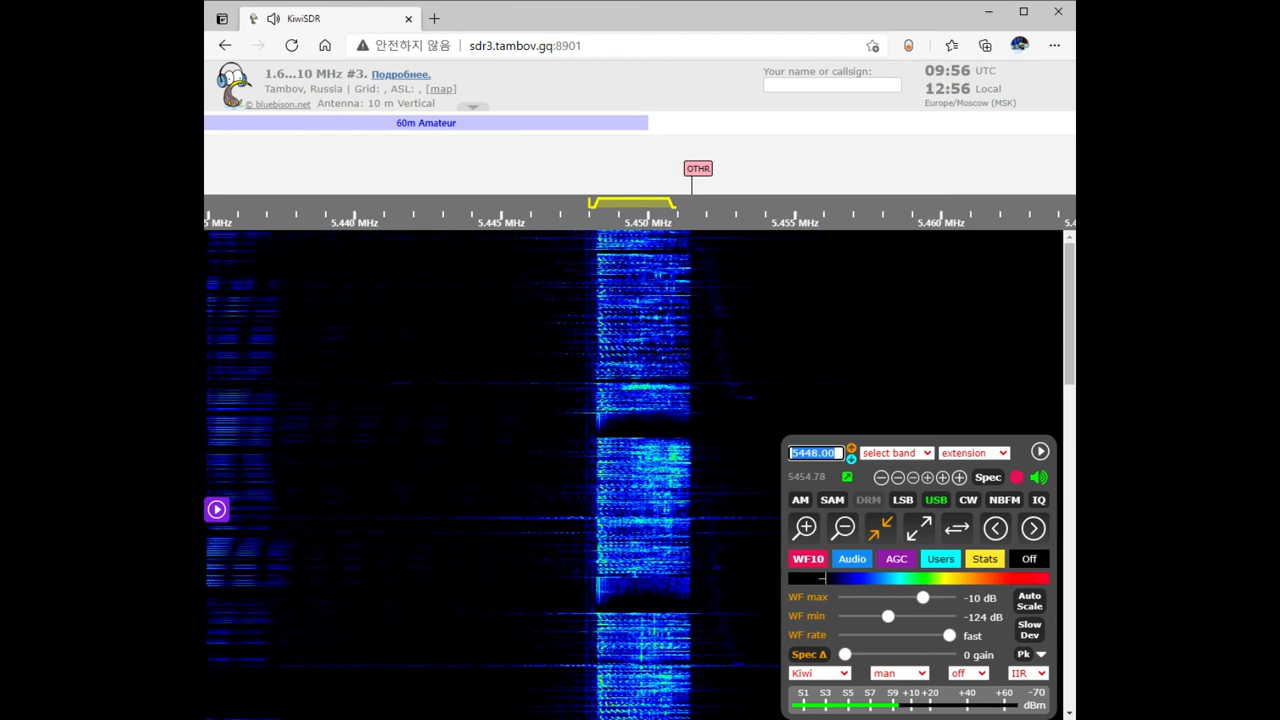 KiwiSDR
안전하지 않음
sdr3.tambov.gq:8901
1.6...10 MHz #3. Подробнее.
Tambov, Russia | Grid: , ASL: , [map]
© bluebison.net Antenna: 10 m Vertical
Your name or callsign:
09:56 UTC
12:56 Local
Europe/Moscow (MSK)
60m Amateur
OTHR
5 MHz 5.440 MHz 5.445 MHz 5.450 MHz 5.455 MHz 5.460 MHz 5.4
5448.00 select band extension
5454.78 Spec
AM SAM DRM LSB USB CW NBFM IQ
WF10 Audio AGC Users Stats Off
WF max -10 dB Auto Scale
WF min -124 dB
WF rate fast Slow Dev
Spec Δ 0 gain Pk
Kiwi man off IIR
S1 S3 S5 S7 S9 +10 +20 +40 +60 -70
dBm